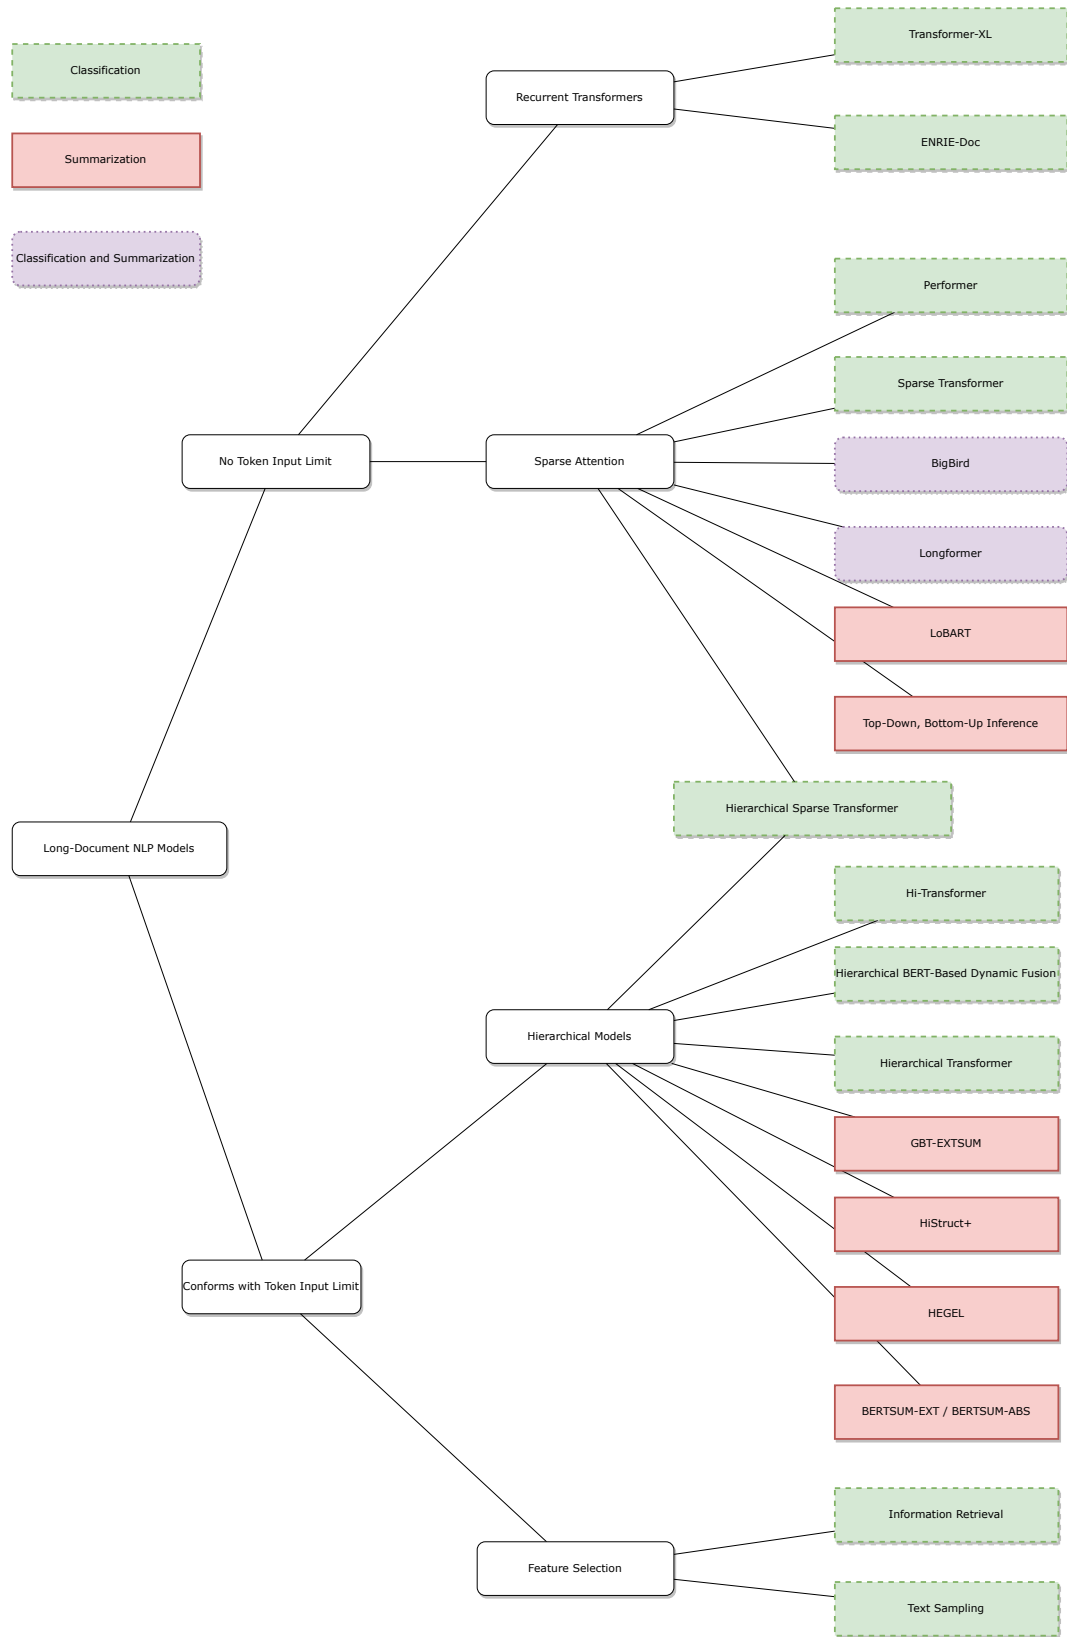 Classification
Summarization
Classification and Summarization
Long-Document NLP Models
No Token Input Limit
Conforms with Token Input Limit
Recurrent Transformers
Sparse Attention
Hierarchical Models
Feature Selection
Transformer-XL
ENRIE-Doc
Performer
Sparse Transformer
BigBird
Longformer
LoBART
Top-Down, Bottom-Up Inference
Hierarchical Sparse Transformer
Hi-Transformer
Hierarchical BERT-Based Dynamic Fusion
Hierarchical Transformer
GBT-EXTSUM
HiStruct+
HEGEL
BERTSUM-EXT / BERTSUM-ABS
Information Retrieval
Text Sampling